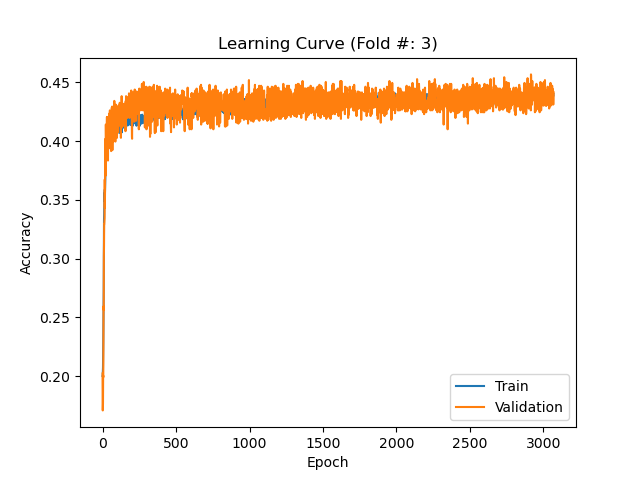 Learning Curve (Fold #: 3)
0.45
0.40
0.35
0.30
0.25
0.20
Accuracy
0 500 1000 1500 2000 2500 3000
Epoch
Train
Validation